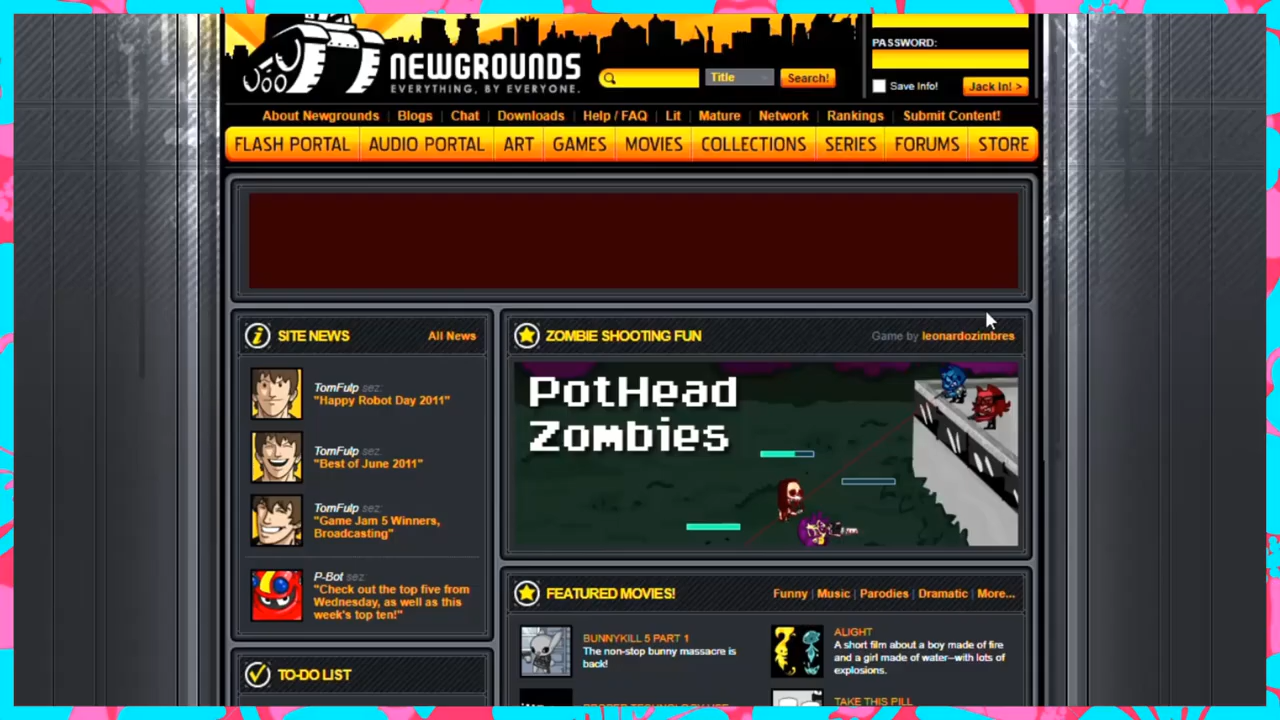 PASSWORD:
NEWGROUNDS
EVERYTHING, BY EVERYONE.
Title
Search!
Save Info!
Jack In! >
About Newgrounds | Blogs | Chat | Downloads | Help / FAQ | Lit | Mature | Network | Rankings | Submit Content!
FLASH PORTAL
AUDIO PORTAL
ART
GAMES
MOVIES
COLLECTIONS
SERIES
FORUMS
STORE
SITE NEWS
All News
TomFulp sez:
"Happy Robot Day 2011"
TomFulp sez:
"Best of June 2011"
TomFulp sez:
"Game Jam 5 Winners,
Broadcasting"
P-Bot sez:
"Check out the top five from
Wednesday, as well as this
week's top ten!"
TO-DO LIST
ZOMBIE SHOOTING FUN
Game by leonardozimbres
PotHead
Zombies
FEATURED MOVIES!
Funny | Music | Parodies | Dramatic | More...
BUNNYKILL 5 PART 1
The non-stop bunny massacre is
back!
ALIGHT
A short film about a boy made of fire
and a girl made of water--with lots of
explosions.
TAKE THIS PILL